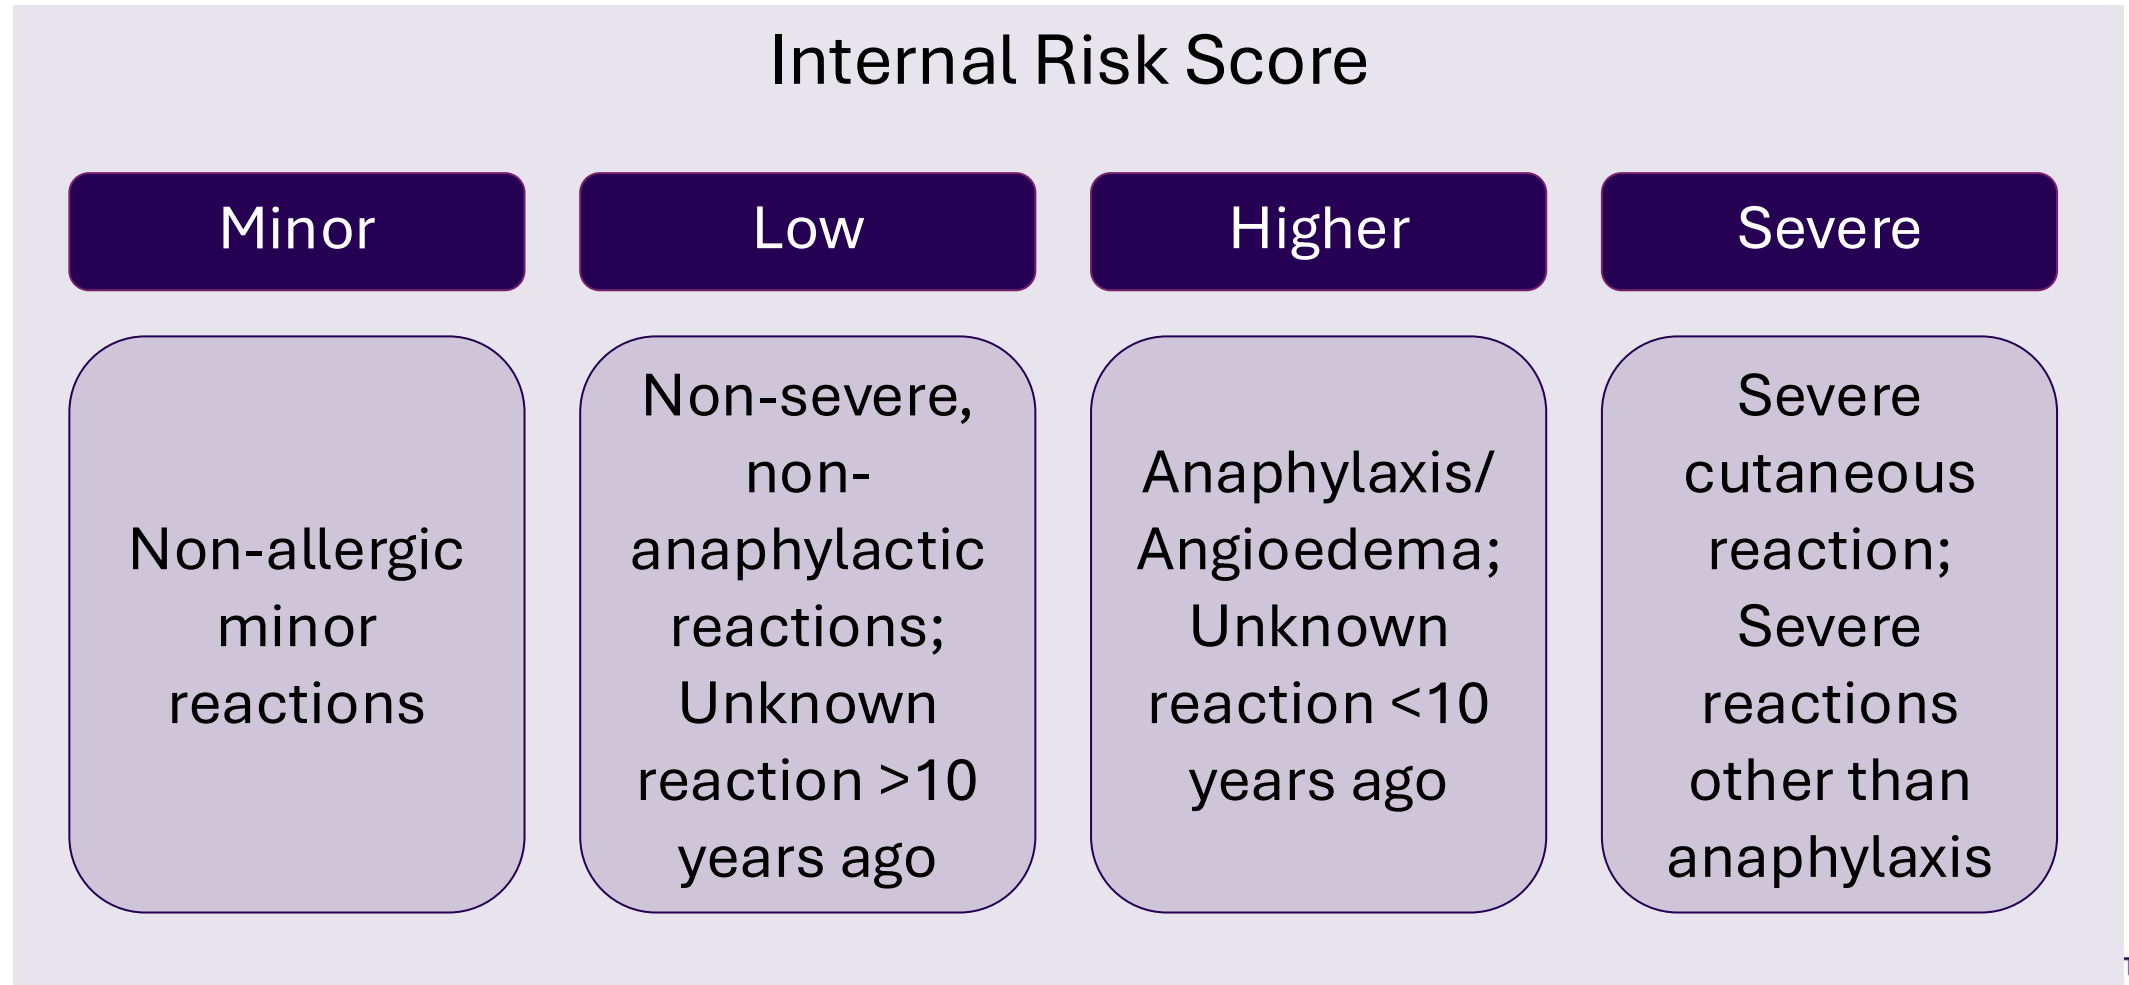 Internal Risk Score
Minor
Non-allergic
minor
reactions
Low
Non-severe,
non-
anaphylactic
reactions;
Unknown
reaction >10
years ago
Higher
Anaphylaxis/
Angioedema;
Unknown
reaction <10
years ago
Severe
Severe
cutaneous
reaction;
Severe
reactions
other than
anaphylaxis